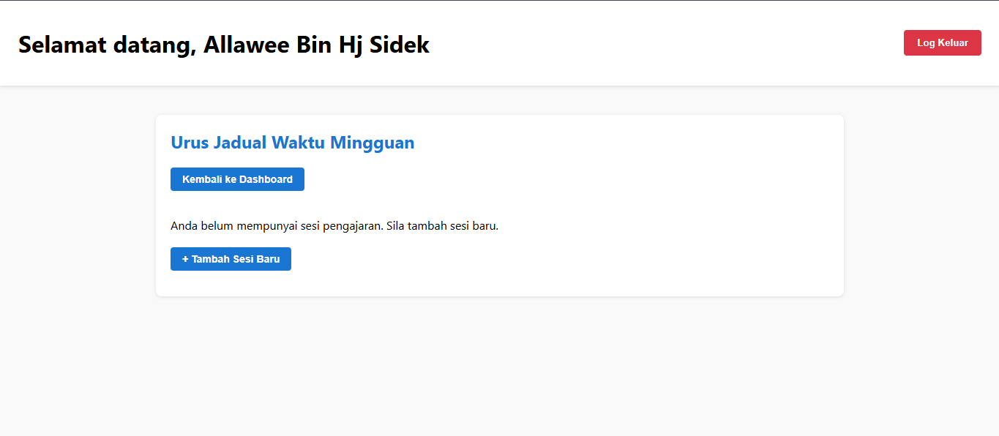 Selamat datang, Allawee Bin Hj Sidek
Log Keluar
Urus Jadual Waktu Mingguan
Kembali ke Dashboard
Anda belum mempunyai sesi pengajaran. Sila tambah sesi baru.
+ Tambah Sesi Baru